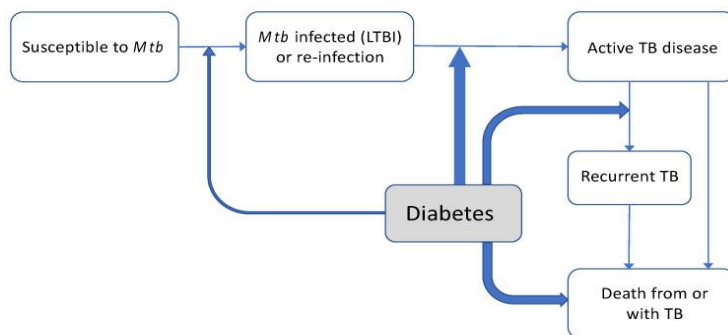 Susceptible to Mtb
Mtb infected (LTBI)
or re-infection
Active TB disease
Recurrent TB
Diabetes
Death from or
with TB